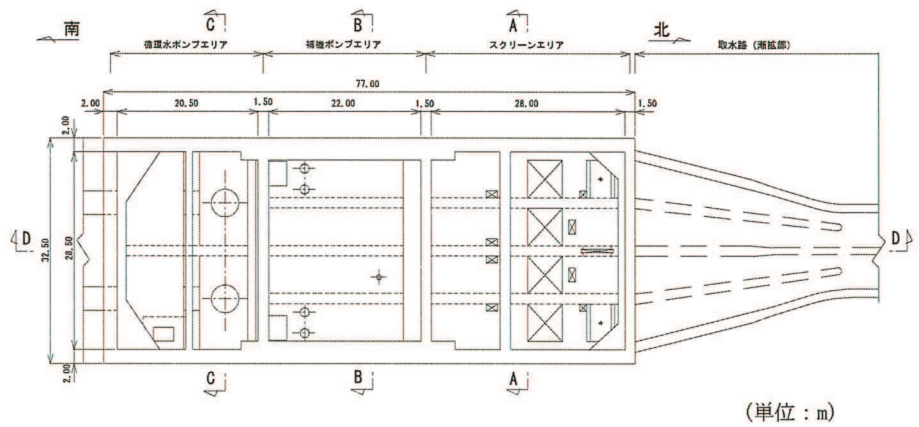 C B A
南 北
循環水ポンプエリア 補機ポンプエリア スクリーンエリア 取水路（漸拡部）
77.00
2.00 20.50 1.50 22.00 1.50 28.00 1.50
2.00
D D
32.50 28.50
2.00
C B A
(単位：m)